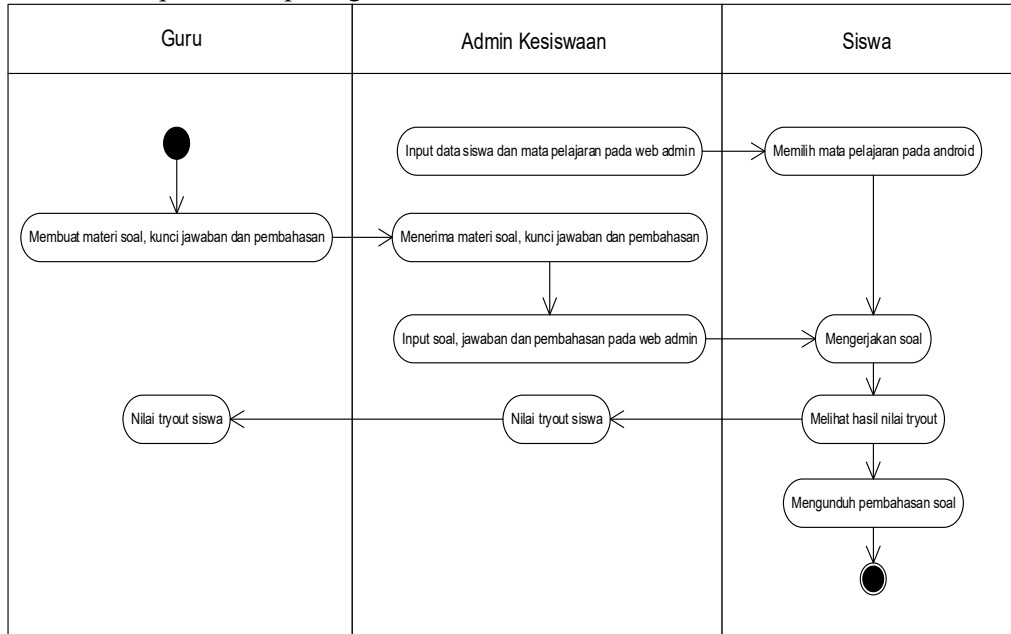 Guru
Admin Kesiswaan
Siswa
Input data siswa dan mata pelajaran pada web admin
Memilih mata pelajaran pada android
Membuat materi soal, kunci jawaban dan pembahasan
Menerima materi soal, kunci jawaban dan pembahasan
Input soal, jawaban dan pembahasan pada web admin
Mengerjakan soal
Nilai tryout siswa
Nilai tryout siswa
Melihat hasil nilai tryout
Mengunduh pembahasan soal